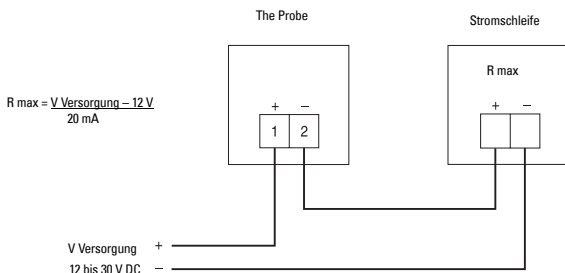 The Probe
Stromschleife
R max
R max = V Versorgung – 12 V
20 mA
+ –
1 2
+ –
V Versorgung +
12 bis 30 V DC –